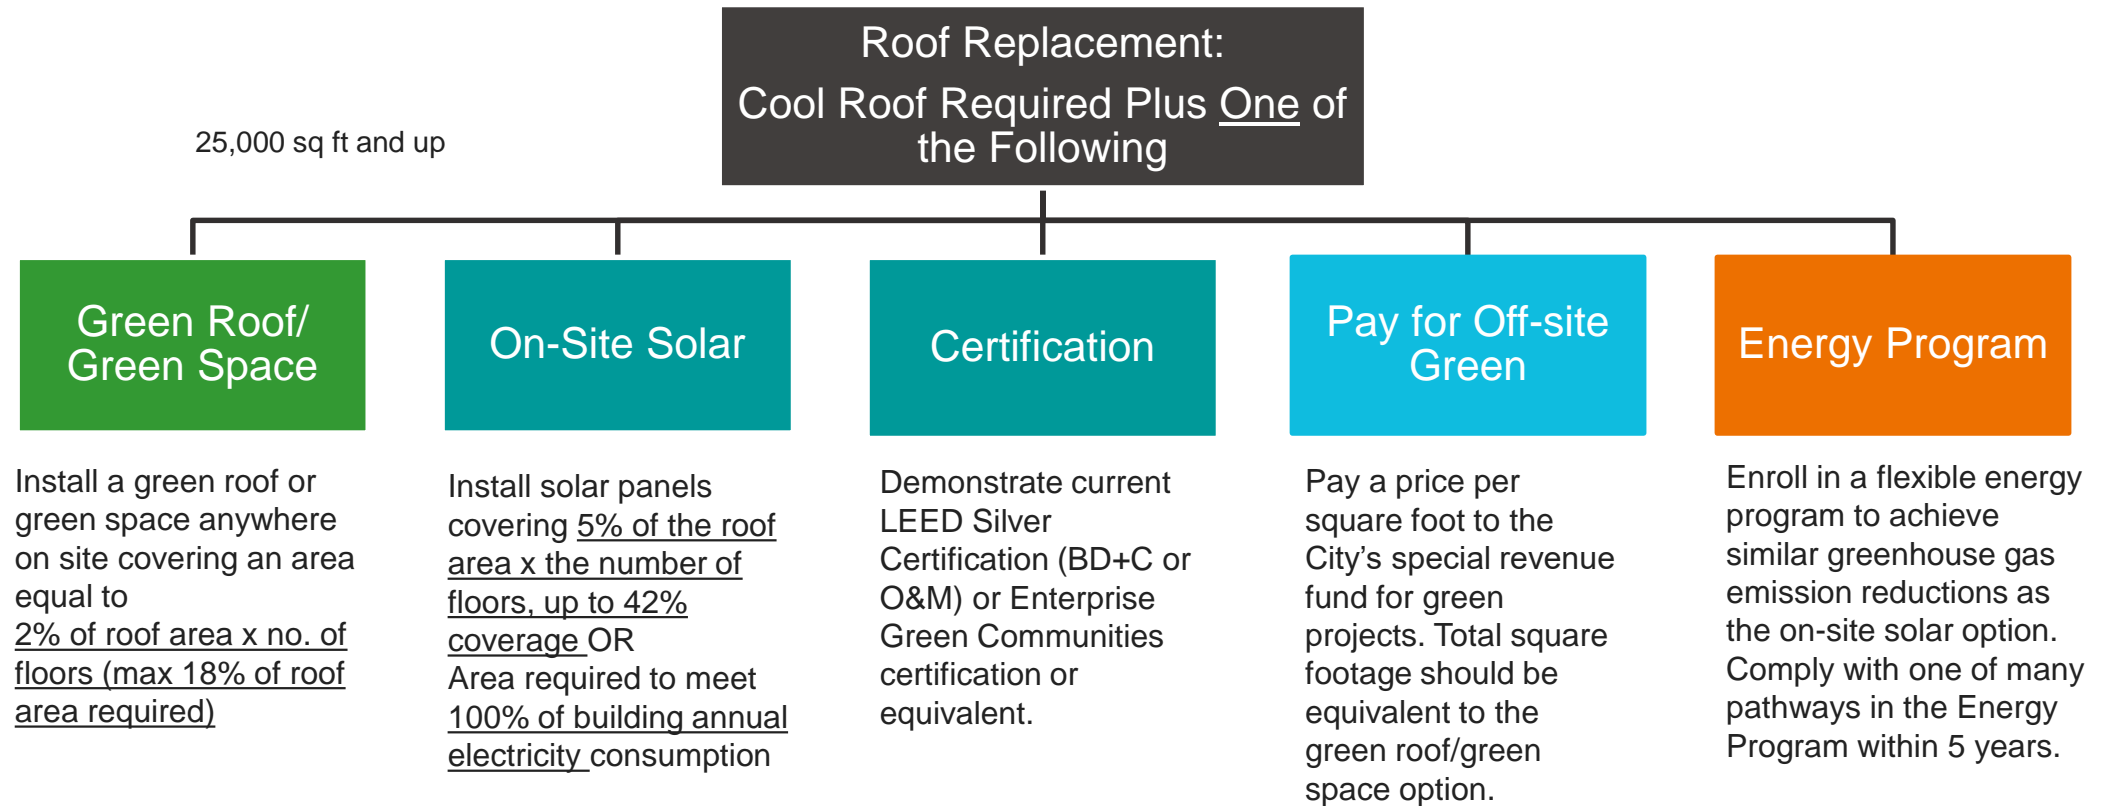 Roof Replacement:
Cool Roof Required Plus One of
the Following
25,000 sq ft and up
Green Roof/
Green Space
Install a green roof or
green space anywhere
on site covering an area
equal to
2% of roof area x no. of
floors (max 18% of roof
area required)
On-Site Solar
Install solar panels
covering 5% of the roof
area x the number of
floors, up to 42%
coverage OR
Area required to meet
100% of building annual
electricity consumption
Certification
Demonstrate current
LEED Silver
Certification (BD+C or
O&M) or Enterprise
Green Communities
certification or
equivalent.
Pay for Off-site
Green
Pay a price per
square foot to the
City’s special revenue
fund for green
projects. Total square
footage should be
equivalent to the
green roof/green
space option.
Energy Program
Enroll in a flexible energy
program to achieve
similar greenhouse gas
emission reductions as
the on-site solar option.
Comply with one of many
pathways in the Energy
Program within 5 years.